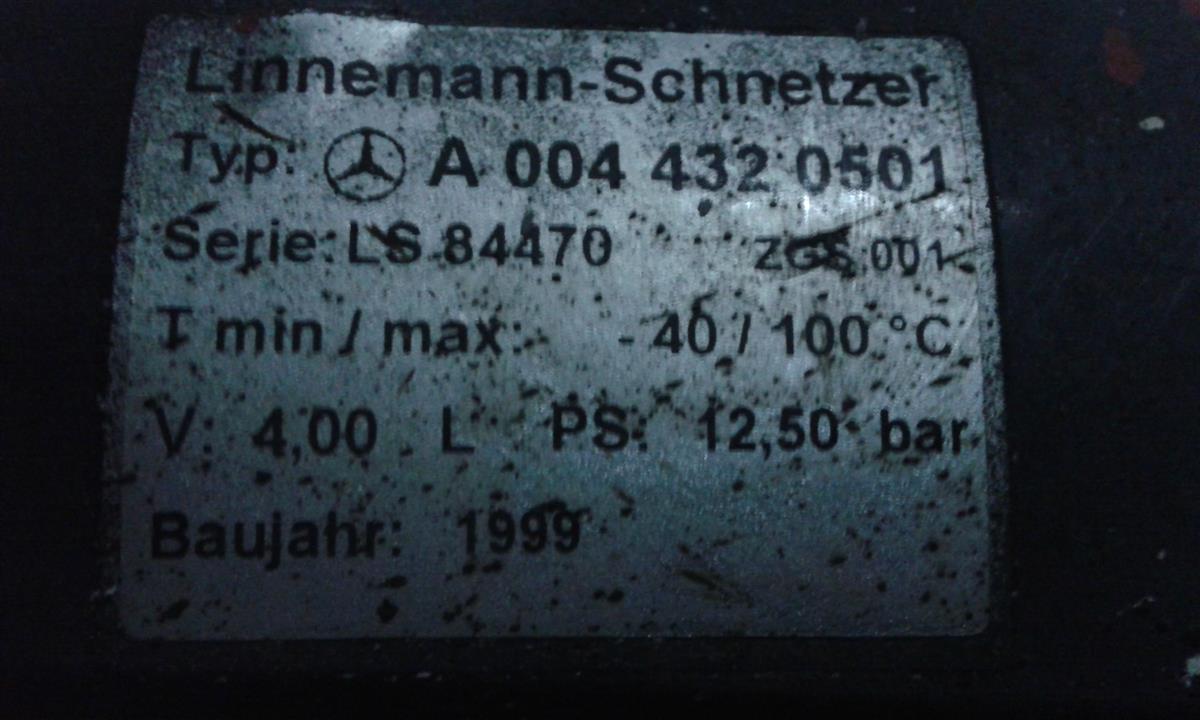 Linnemann-Schnetzer
Typ: A 004 432 0501
Serie: LS 84470 ZGS:001
T min / max: - 40 / 100 °C
V: 4,00 L PS: 12,50 bar
Baujahr: 1999